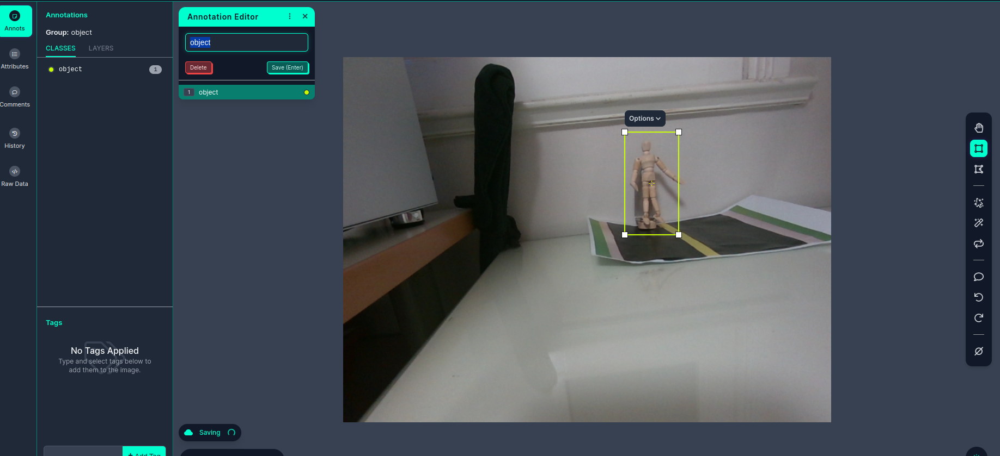 Annots
Attributes
Comments
History
Raw Data
Annotations
Group: object
CLASSES LAYERS
object 1
Tags
No Tags Applied
Type and select tags below to
add them to the image.
+ Add Tag
Annotation Editor
object
Delete Save (Enter)
1 object
Options
Saving